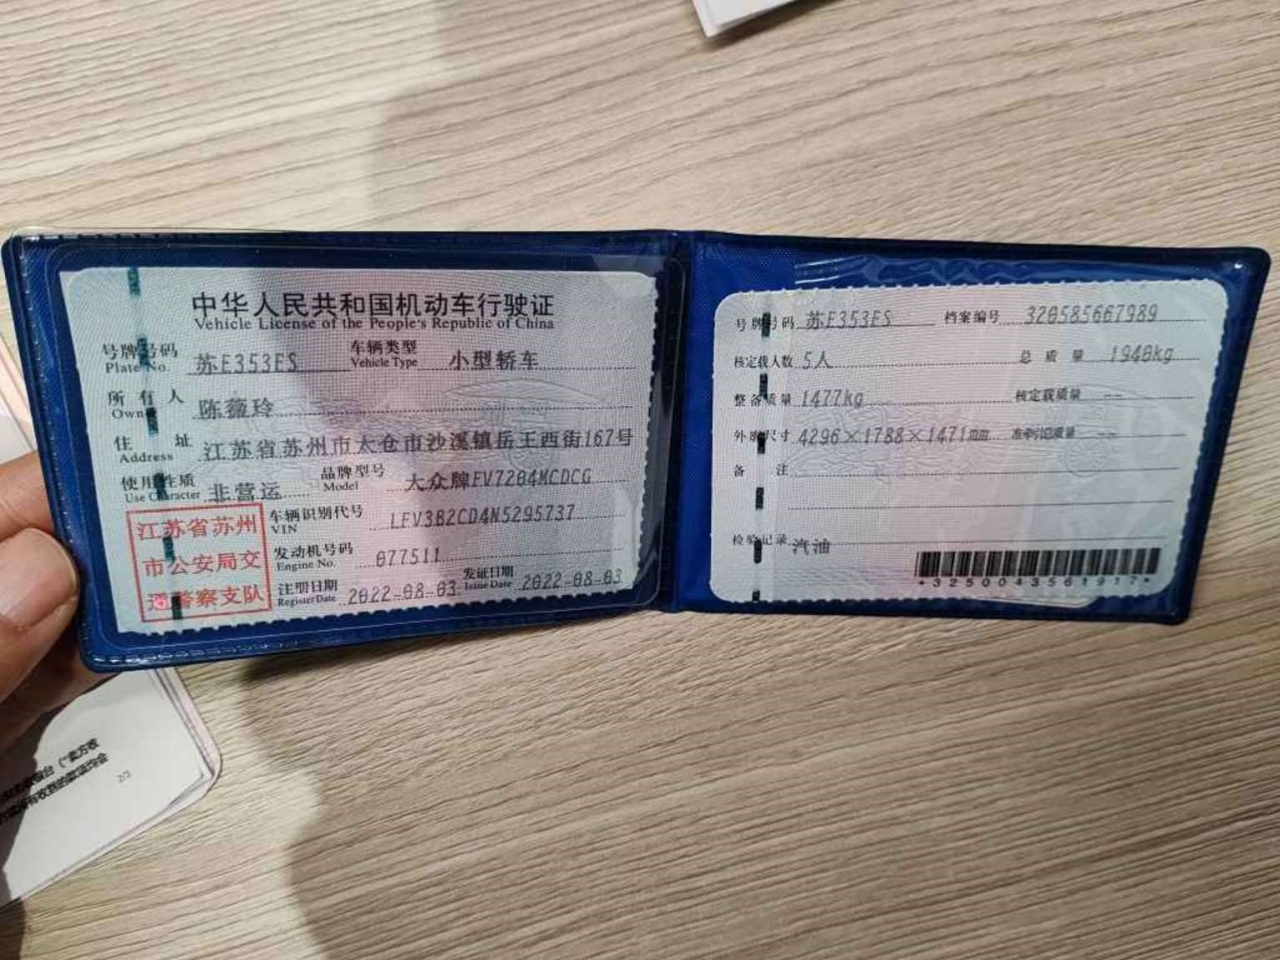 中华人民共和国机动车行驶证
Vehicle License of the People's Republic of China
号牌号码 苏E353ES 车辆类型 小型轿车
Plate No. Vehicle Type
所有人 陈薇玲
Owner
住址 江苏省苏州市太仓市沙溪镇岳王西街167号
Address
使用性质 非营运 品牌型号 大众牌FV7204MCDCG
Use Character Model
江苏省苏州
市公安局交
通警察支队
车辆识别代号 LFV3B2CD4N5295737
VIN
发动机号码 077511
Engine No.
注册日期 2022-08-03 发证日期 2022-08-03
Register Date Issue Date
号牌号码 苏E353ES 档案编号 320585667989
核定载人数 5人 总质量 1940kg
整备质量 1477kg 核定载质量 --
外廓尺寸 4296×1788×1471mm 准牵引总质量 --
备注
检验记录 汽油
*3250043561917*
2/2